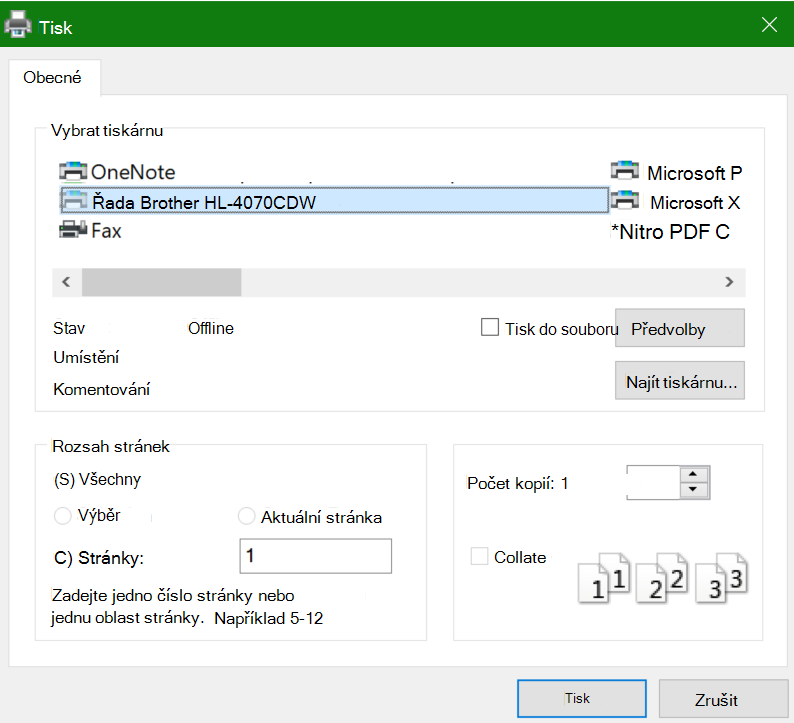 Tisk
Obecné
Vybrat tiskárnu
OneNote
Microsoft P
Řada Brother HL-4070CDW
Microsoft X
Fax
*Nitro PDF C
Stav Offline
Tisk do souboru
Předvolby
Umístění
Komentování
Najít tiskárnu...
Rozsah stránek
(S) Všechny
Výběr
Aktuální stránka
C) Stránky: 1
Zadejte jedno číslo stránky nebo
jednu oblast stránky. Například 5-12
Počet kopií: 1
Collate
1 1 2 2 3 3
Tisk
Zrušit